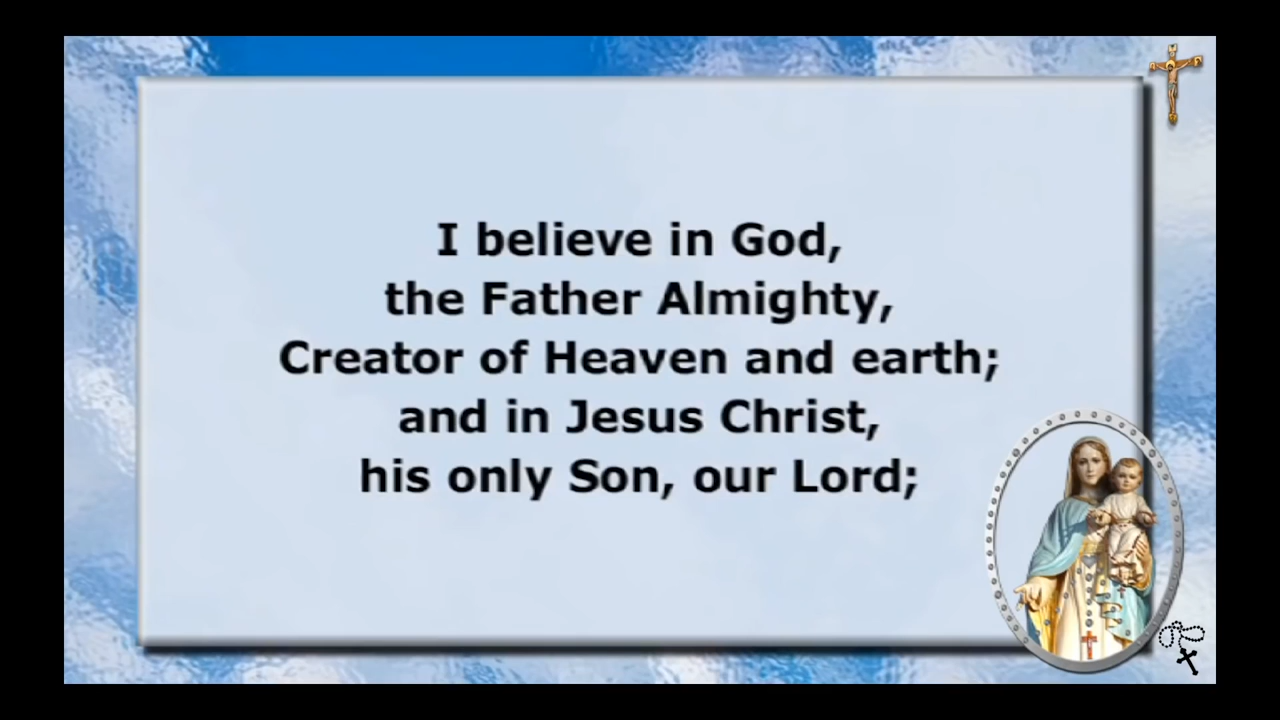 I believe in God,
the Father Almighty,
Creator of Heaven and earth;
and in Jesus Christ,
his only Son, our Lord;